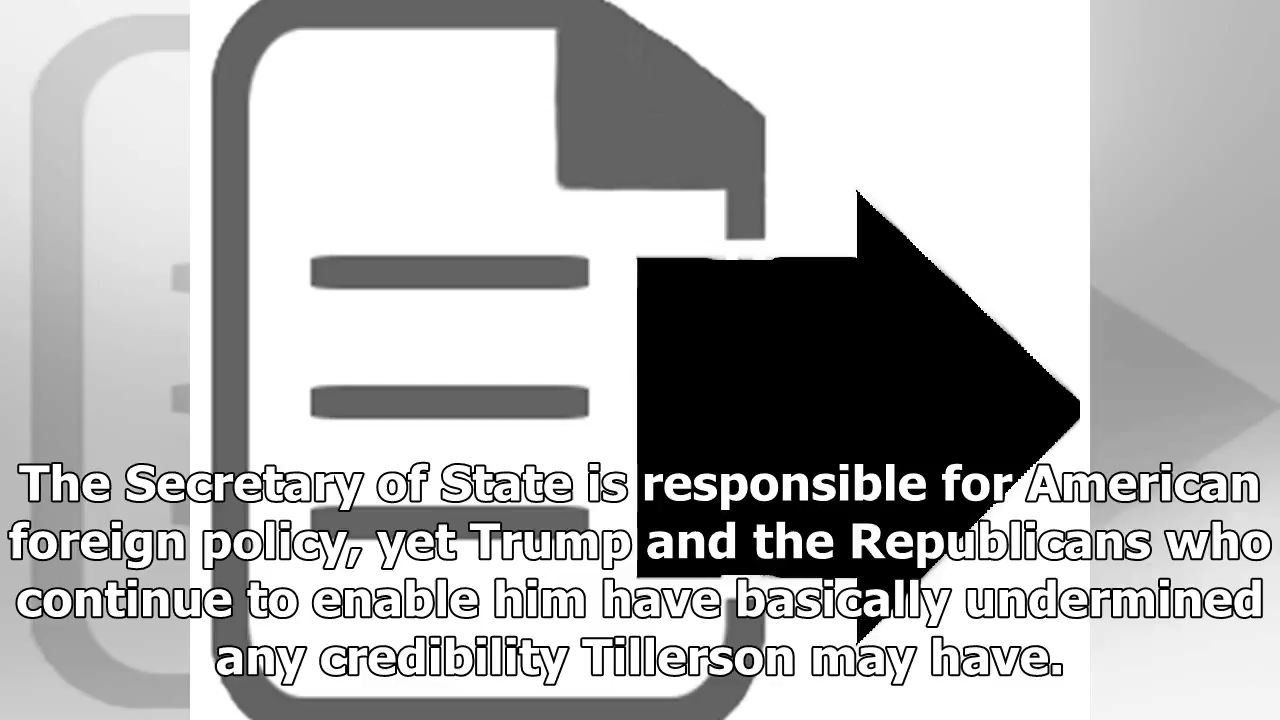 The Secretary of State is responsible for American
foreign policy, yet Trump and the Republicans who
continue to enable him have basically undermined
any credibility Tillerson may have.